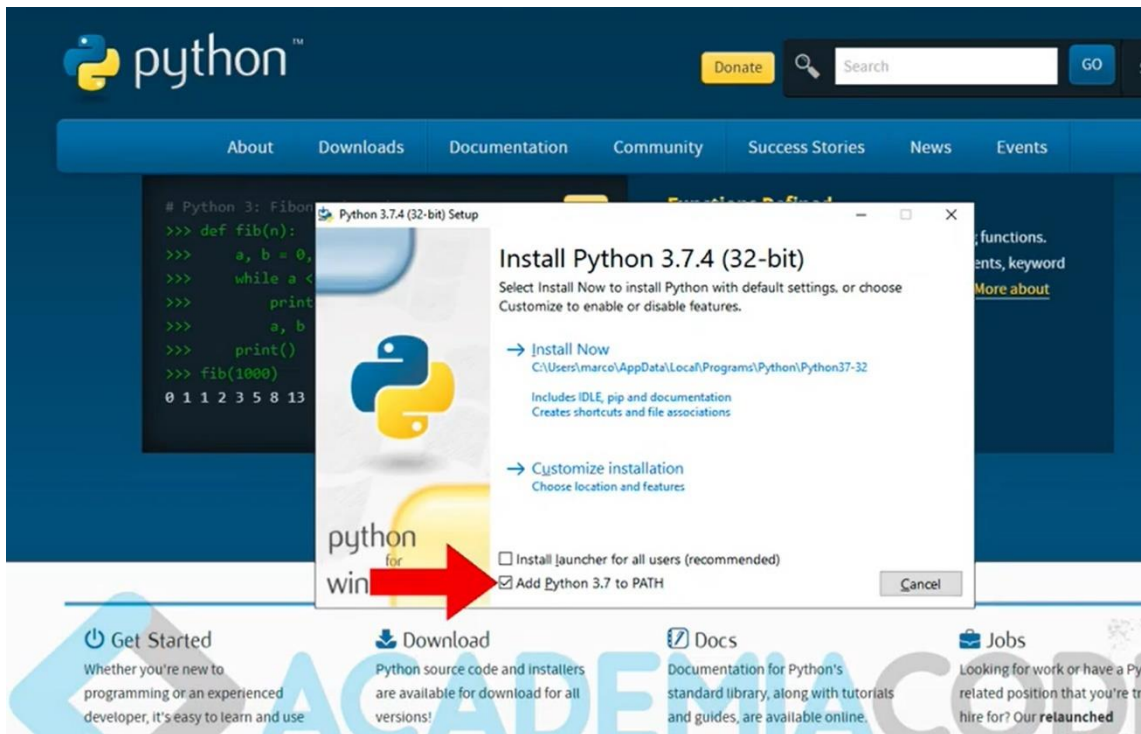 python™
Donate
Search
GO
About Downloads Documentation Community Success Stories News Events
# Python 3: Fibon
>>> def fib(n):
>>> a, b = 0,
>>> while a <
>>> print
>>> a, b
>>> print()
>>> fib(1000)
0 1 1 2 3 5 8 13
Functions Defined
functions.
ents, keyword
More about
Python 3.7.4 (32-bit) Setup
Install Python 3.7.4 (32-bit)
Select Install Now to install Python with default settings, or choose
Customize to enable or disable features.
Install Now
C:\Users\marco\AppData\Local\Programs\Python\Python37-32
Includes IDLE, pip and documentation
Creates shortcuts and file associations
Customize installation
Choose location and features
python
for
win
Install launcher for all users (recommended)
Add Python 3.7 to PATH
Cancel
Get Started
Whether you're new to
programming or an experienced
developer, it's easy to learn and use
Download
Python source code and installers
are available for download for all
versions!
Docs
Documentation for Python's
standard library, along with tutorials
and guides, are available online.
Jobs
Looking for work or have a Py
related position that you're tr
hire for? Our relaunched
ACADEMIACODE